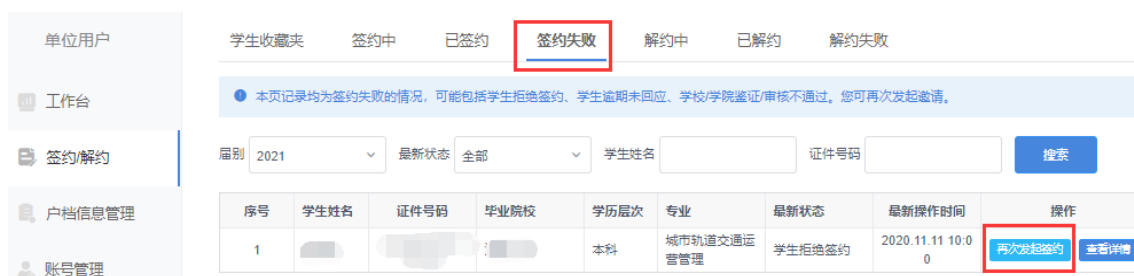 单位用户
工作台
签约/解约
户档信息管理
账号管理
学生收藏夹 签约中 已签约 签约失败 解约中 已解约 解约失败
本页记录均为签约失败的情况，可能包括学生拒绝签约、学生逾期未回应、学校/学院鉴证/审核不通过。您可再次发起邀请。
届别 2021 最新状态 全部 学生姓名 证件号码 搜索
序号 学生姓名 证件号码 毕业院校 学历层次 专业 最新状态 最新操作时间 操作
1 本科 城市轨道交通运营管理 学生拒绝签约 2020.11.11 10:00 再次发起签约 查看详情